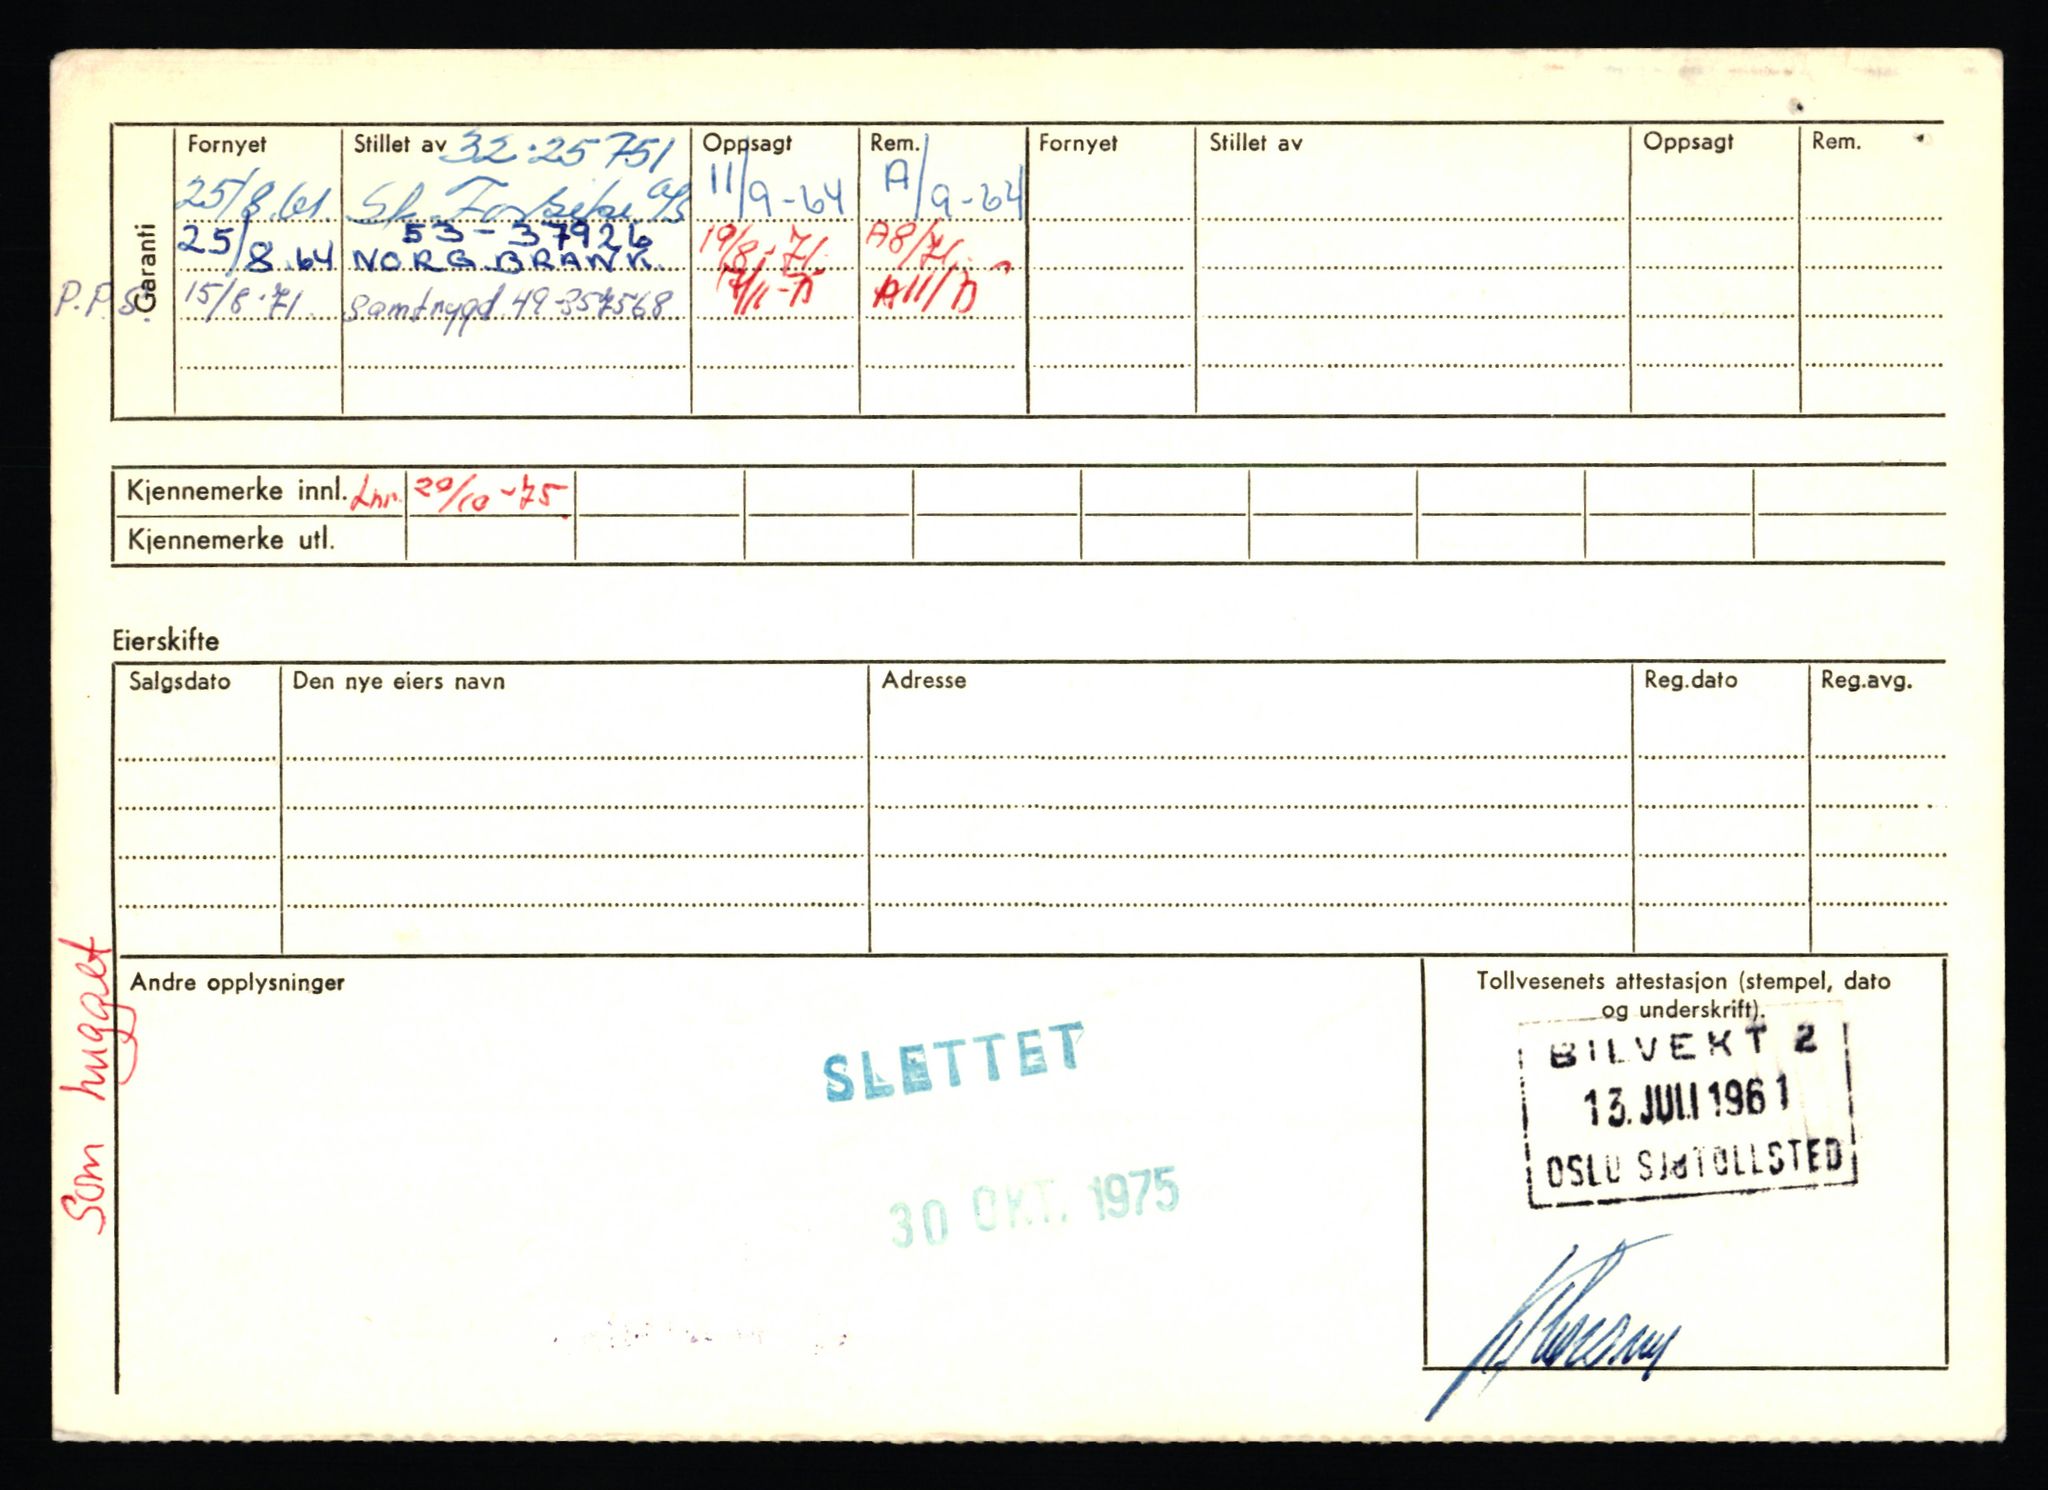 Garanti
Fornyet Stillet av 32-25751 Oppsagt Rem. Fornyet Stillet av Oppsagt Rem.
25/8.61. 11/9-64 A/9-64
53-37926
25/8.64 NORG.BRANK. 19/8-71. A8/71.
P.P.S. 15/8-71. Samtrygd 49-357568
Kjennemerke innl. Lnr. 20/10-75
Kjennemerke utl.
Eierskifte
Salgsdato Den nye eiers navn Adresse Reg.dato Reg.avg.
Som hugget
Andre opplysninger
SLETTET
30 OKT. 1975
Tollvesenets attestasjon (stempel, dato
og underskrift).
BILVEKT 2
13. JULI 1961
OSLO SJØTOLLSTED